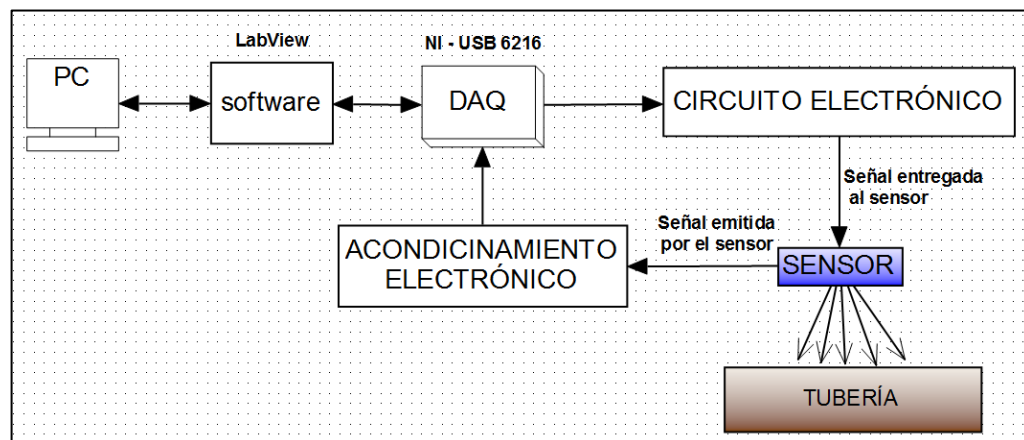 LabView
NI - USB 6216
PC
software
DAQ
CIRCUITO ELECTRÓNICO
Señal entregada
al sensor
Señal emitida
por el sensor
ACONDICINAMIENTO
ELECTRÓNICO
SENSOR
TUBERÍA